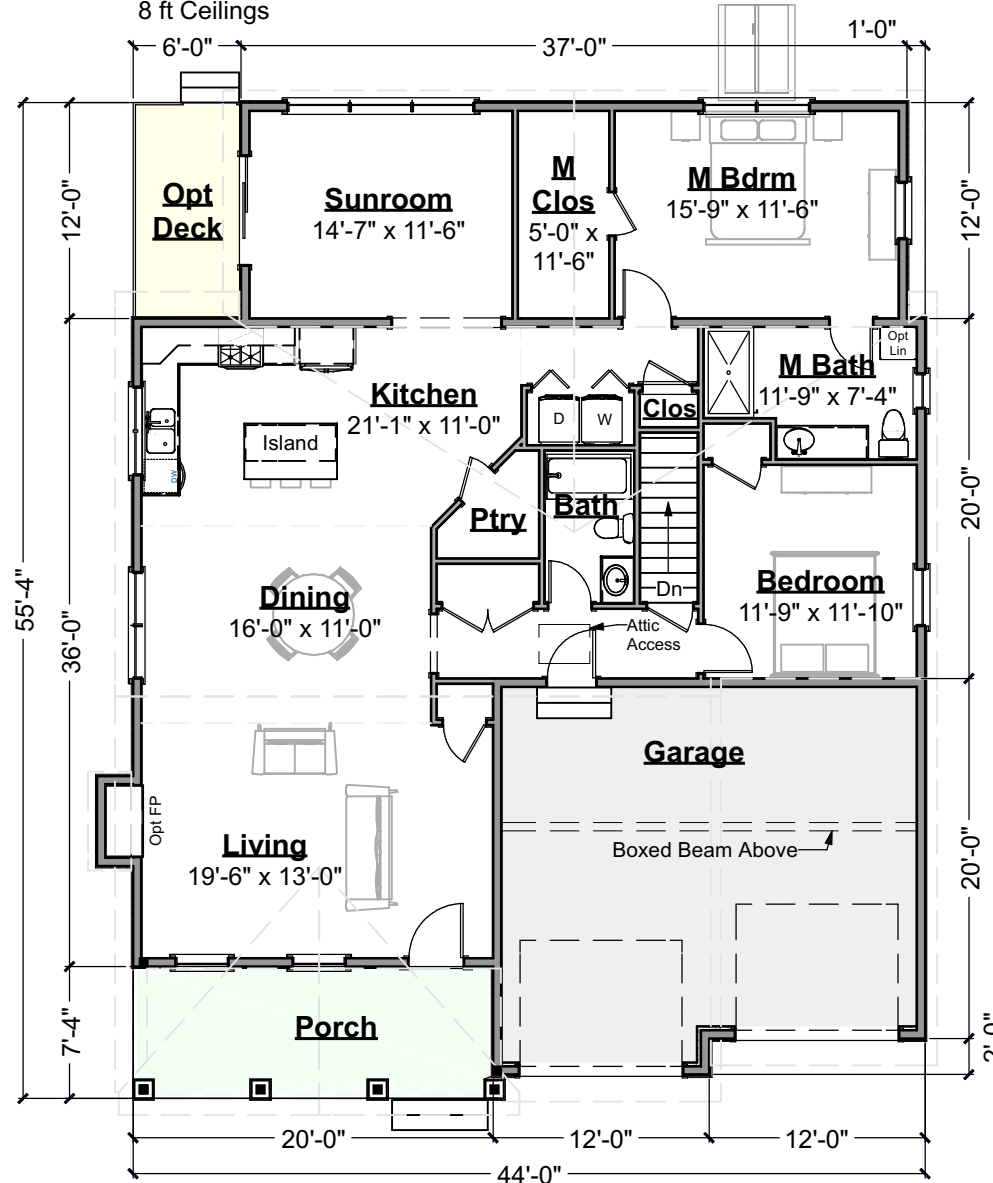 8 ft Ceilings
6'-0"
37'-0"
1'-0"
12'-0"
12'-0"
Opt
Deck
Sunroom
14'-7" x 11'-6"
M
Clos
5'-0" x
11'-6"
M Bdrm
15'-9" x 11'-6"
Opt
Lin
M Bath
11'-9" x 7'-4"
Kitchen
21'-1" x 11'-0"
Island
DW
D
W
Clos
Ptry
Bath
Dn
20'-0"
Bedroom
11'-9" x 11'-10"
Dining
16'-0" x 11'-0"
Attic
Access
55'-4"
36'-0"
Garage
Boxed Beam Above
20'-0"
Opt FP
Living
19'-6" x 13'-0"
Porch
7'-4"
2'-0"
20'-0"
12'-0"
12'-0"
44'-0"